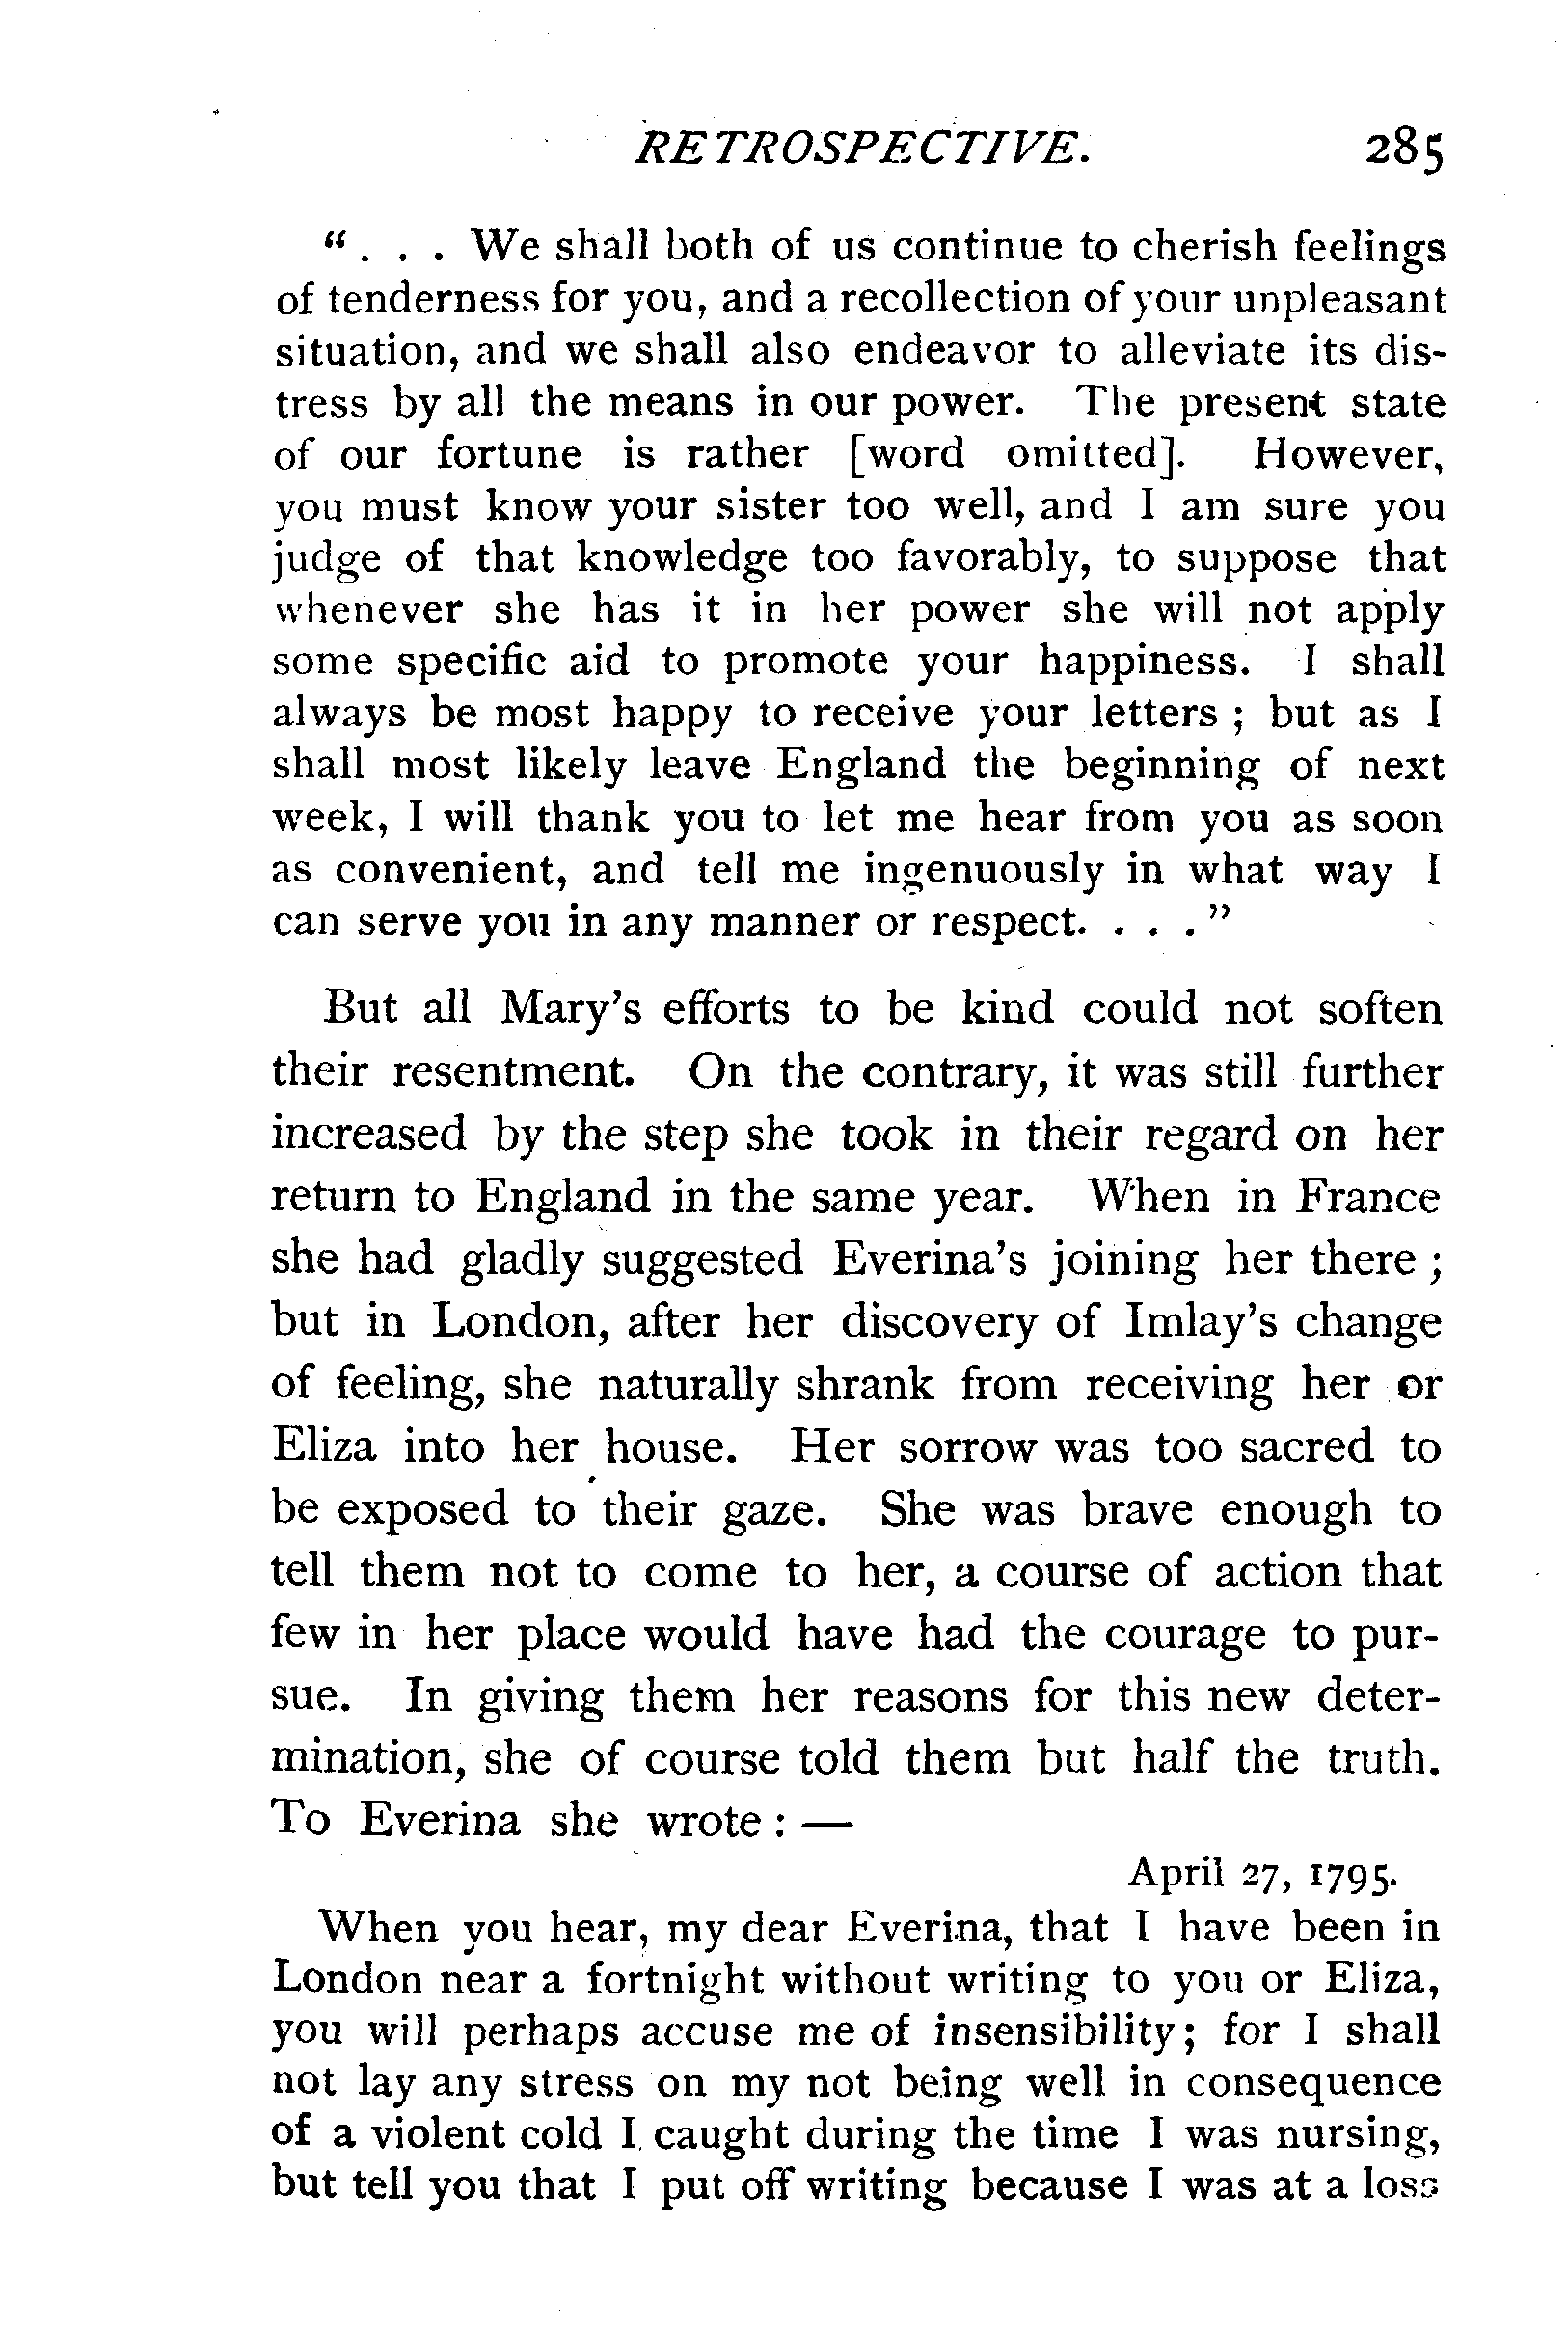 RETROSPECTIVE. 285
“. . . We shall both of us continue to cherish feelings
of tenderness for you, and a recollection of your unpleasant
situation, and we shall also endeavor to alleviate its dis-
tress by all the means in our power. The present state
of our fortune is rather [word omitted]. However,
you must know your sister too well, and I am sure you
judge of that knowledge too favorably, to suppose that
whenever she has it in her power she will not apply
some specific aid to promote your happiness. I shall
always be most happy to receive your letters ; but as I
shall most likely leave England the beginning of next
week, I will thank you to let me hear from you as soon
as convenient, and tell me ingenuously in what way I
can serve you in any manner or respect. . . . ”
But all Mary’s efforts to be kind could not soften
their resentment. On the contrary, it was still further
increased by the step she took in their regard on her
return to England in the same year. When in France
she had gladly suggested Everina’s joining her there ;
but in London, after her discovery of Imlay’s change
of feeling, she naturally shrank from receiving her or
Eliza into her house. Her sorrow was too sacred to
be exposed to their gaze. She was brave enough to
tell them not to come to her, a course of action that
few in her place would have had the courage to pur-
sue. In giving them her reasons for this new deter-
mination, she of course told them but half the truth.
To Everina she wrote : —
April 27, 1795.
When you hear, my dear Everina, that I have been in
London near a fortnight without writing to you or Eliza,
you will perhaps accuse me of insensibility; for I shall
not lay any stress on my not being well in consequence
of a violent cold I caught during the time I was nursing,
but tell you that I put off writing because I was at a loss